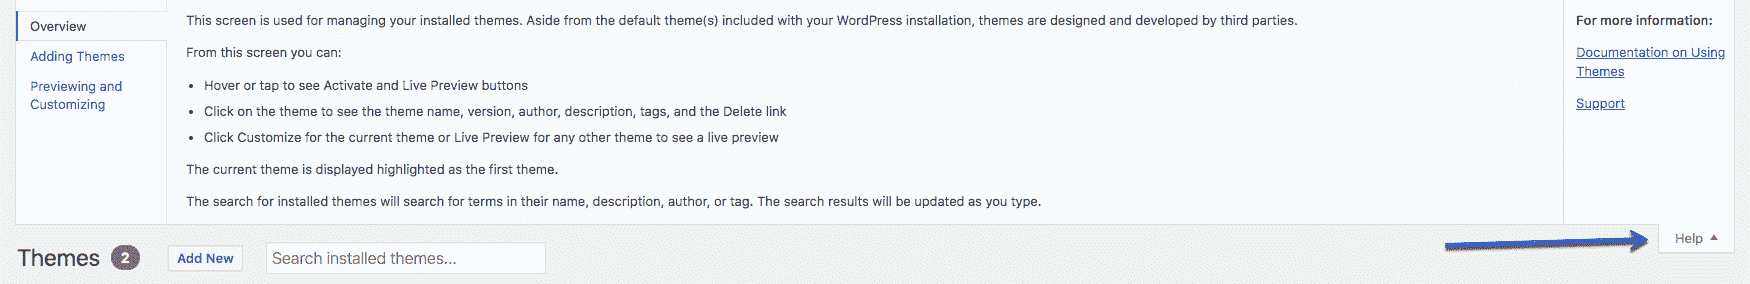 Overview
Adding Themes
Previewing and
Customizing
This screen is used for managing your installed themes. Aside from the default theme(s) included with your WordPress installation, themes are designed and developed by third parties.
From this screen you can:
• Hover or tap to see Activate and Live Preview buttons
• Click on the theme to see the theme name, version, author, description, tags, and the Delete link
• Click Customize for the current theme or Live Preview for any other theme to see a live preview
The current theme is displayed highlighted as the first theme.
The search for installed themes will search for terms in their name, description, author, or tag. The search results will be updated as you type.
For more information:
Documentation on Using
Themes
Support
Help
Themes 2
Add New
Search installed themes...